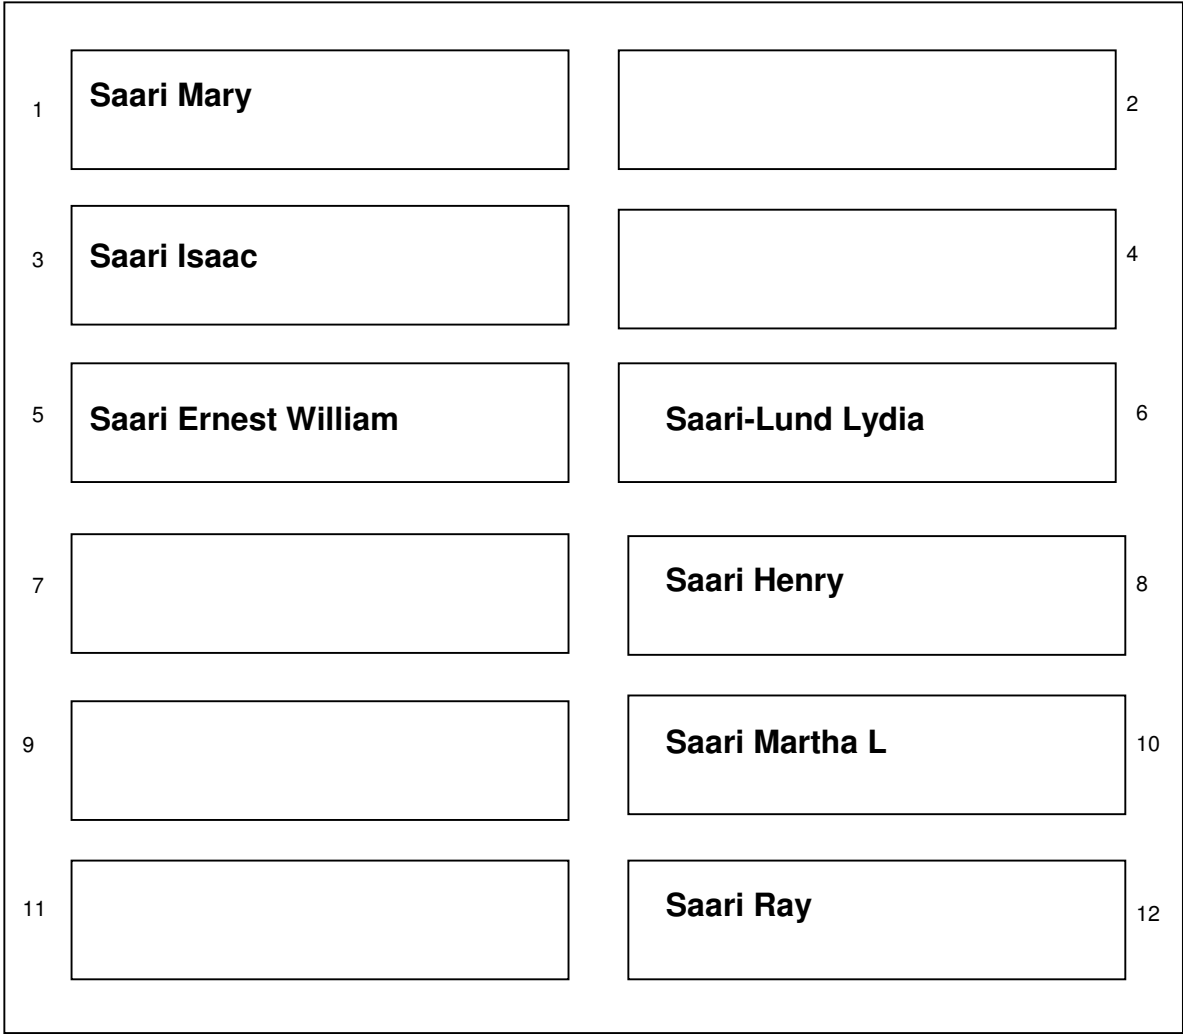 1 Saari Mary 2
3 Saari Isaac 4
5 Saari Ernest William Saari-Lund Lydia 6
7 Saari Henry 8
9 Saari Martha L 10
11 Saari Ray 12